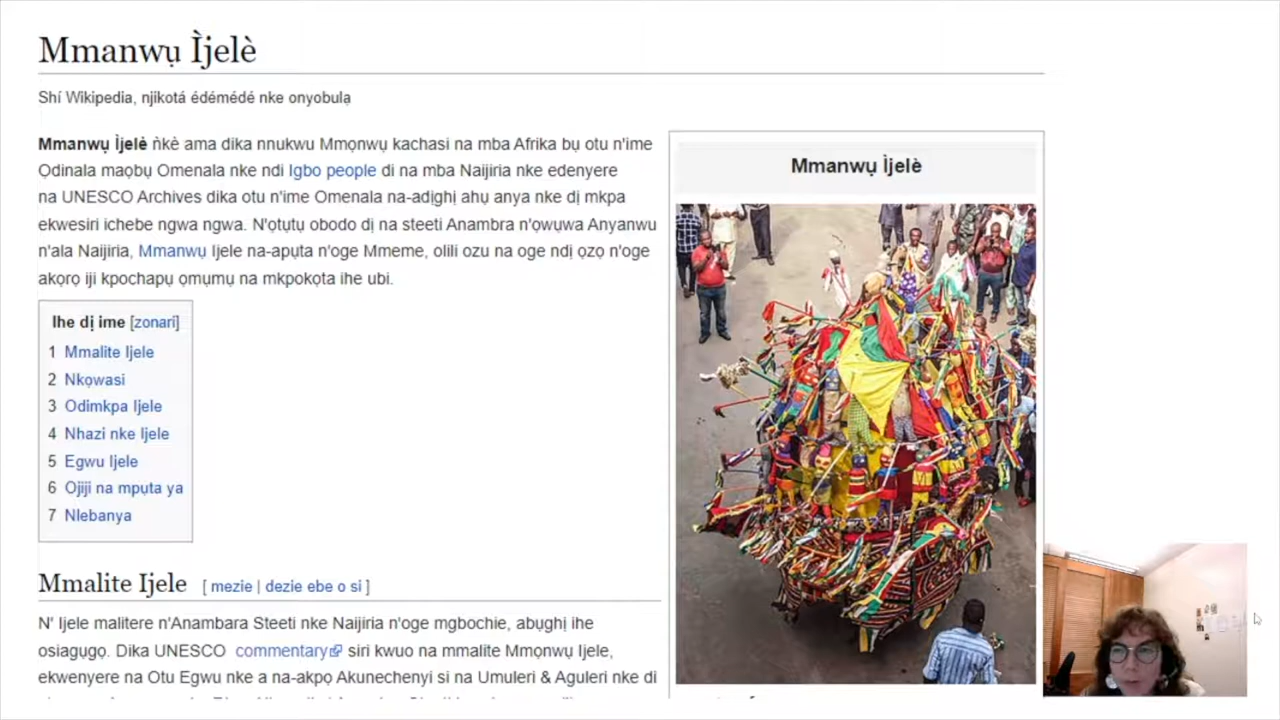 Mmanwụ Ìjelè
Shí Wikipedia, njikotá édémédé nke onyobulạ
Mmanwụ Ìjelè ǹkè ama dika nnukwu Mmọnwụ kachasi na mba Afrika bụ otu n'ime
Ọdinala maọbụ Omenala nke ndi Igbo people di na mba Naijiria nke edenyere
na UNESCO Archives dika otu n'ime Omenala na-adịghị ahụ anya nke dị mkpa
ekwesiri ichebe ngwa ngwa. N'ọtụtụ obodo dị na steeti Anambra n'ọwụwa Anyanwu
n'ala Naijiria, Mmanwụ Ijele na-apụta n'oge Mmeme, olili ozu na oge ndị ọzọ n'oge
akọrọ iji kpochapụ ọmụmụ na mkpokọta ihe ubi.
Mmanwụ Ìjelè
Ihe dị ime [zonarí]
1 Mmalite Ijele
2 Nkọwasi
3 Odimkpa Ijele
4 Nhazi nke Ijele
5 Egwu Ijele
6 Ojiji na mpụta ya
7 Nlebanya
Mmalite Ijele [ mezie | dezie ebe o si ]
N' Ijele malitere n'Anambara Steeti nke Naijiria n'oge mgbochie, abụghị ihe
osiagụgọ. Dika UNESCO commentary siri kwuo na mmalite Mmọnwụ Ijele,
ekwenyere na Otu Egwu nke a na-akpọ Akunechenyi si na Umuleri & Aguleri nke di